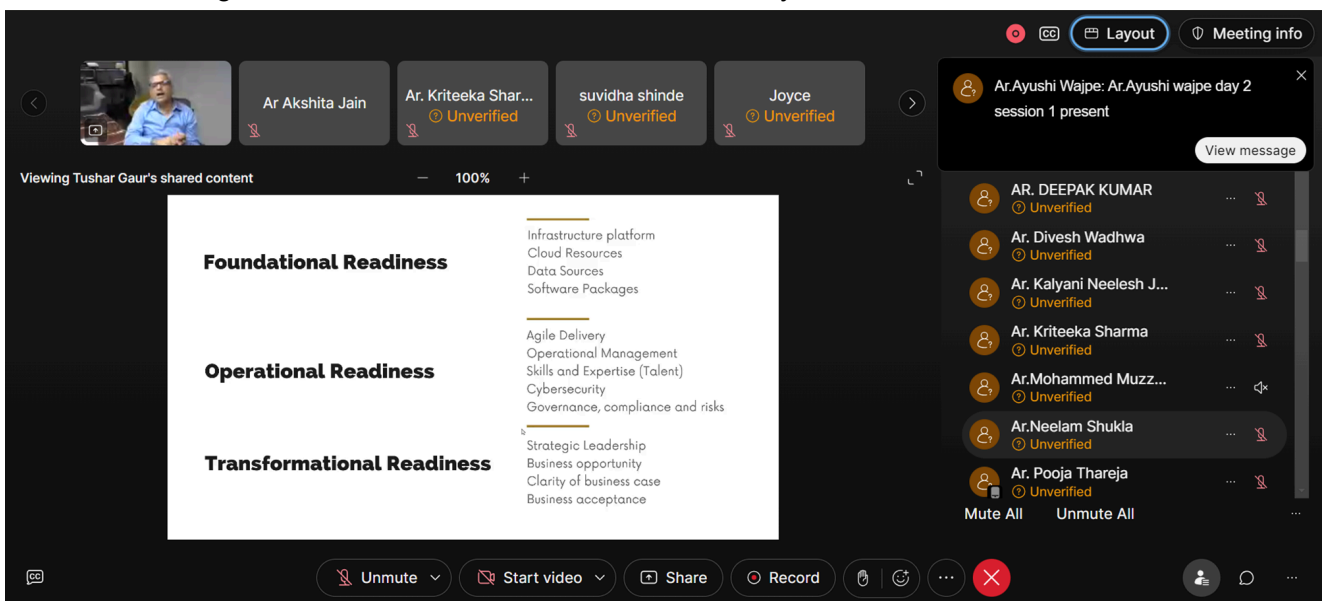 Layout
Meeting info
Ar Akshita Jain
Ar. Kriteeka Shar...
Unverified
suvidha shinde
Unverified
Joyce
Unverified
Ar.Ayushi Wajpe: Ar.Ayushi wajpe day 2
session 1 present
View message
Viewing Tushar Gaur's shared content
100%
Foundational Readiness
Infrastructure platform
Cloud Resources
Data Sources
Software Packages
Operational Readiness
Agile Delivery
Operational Management
Skills and Expertise (Talent)
Cybersecurity
Governance, compliance and risks
Transformational Readiness
Strategic Leadership
Business opportunity
Clarity of business case
Business acceptance
AR. DEEPAK KUMAR
Unverified
Ar. Divesh Wadhwa
Unverified
Ar. Kalyani Neelesh J...
Unverified
Ar. Kriteeka Sharma
Unverified
Ar.Mohammed Muzz...
Unverified
Ar.Neelam Shukla
Unverified
Ar. Pooja Thareja
Unverified
Mute All Unmute All
CC
Unmute
Start video
Share
Record